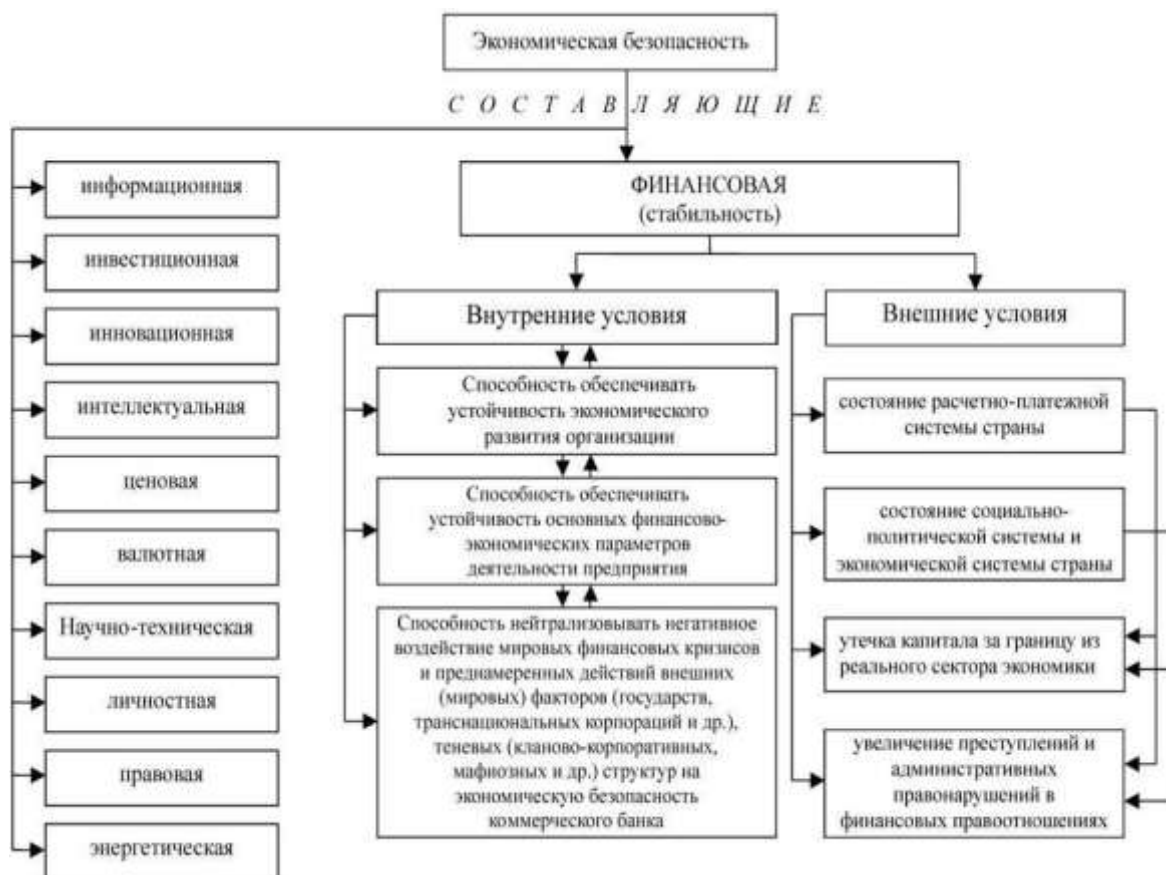 Экономическая безопасность
СОСТАВЛЯЮЩИЕ
информационная
инвестиционная
инновационная
интеллектуальная
ценовая
валютная
Научно-техническая
личностная
правовая
энергетическая
ФИНАНСОВАЯ
(стабильность)
Внутренние условия
Способность обеспечивать
устойчивость экономического
развития организации
Способность обеспечивать
устойчивость основных финансово-
экономических параметров
деятельности предприятия
Способность нейтрализовывать негативное
воздействие мировых финансовых кризисов
и преднамеренных действий внешних
(мировых) факторов (государств,
транснациональных корпораций и др.),
теневых (кланово-корпоративных,
мафиозных и др.) структур на
экономическую безопасность
коммерческого банка
Внешние условия
состояние расчетно-платежной
системы страны
состояние социально-
политической системы и
экономической системы страны
утечка капитала за границу из
реального сектора экономики
увеличение преступлений и
административных
правонарушений в
финансовых правоотношениях